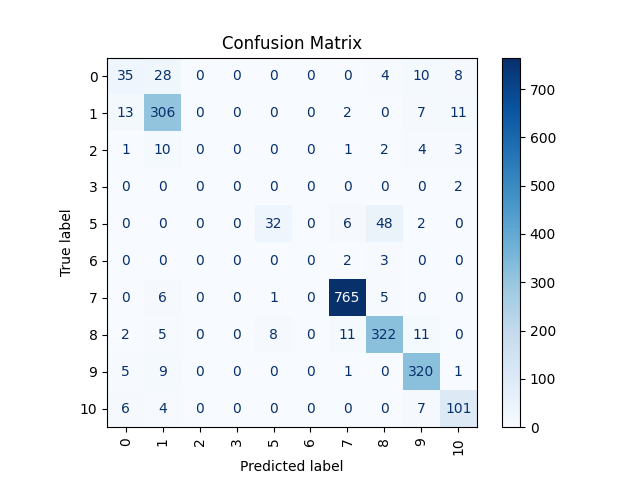 Confusion Matrix
0 35 28 0 0 0 0 0 4 10 8
1 13 306 0 0 0 0 2 0 7 11
2 1 10 0 0 0 0 1 2 4 3
3 0 0 0 0 0 0 0 0 0 2
5 0 0 0 0 32 0 6 48 2 0
6 0 0 0 0 0 0 2 3 0 0
7 0 6 0 0 1 0 765 5 0 0
8 2 5 0 0 8 0 11 322 11 0
9 5 9 0 0 0 0 1 0 320 1
10 6 4 0 0 0 0 0 0 7 101
0 1 2 3 5 6 7 8 9 10
True label
Predicted label
700
600
500
400
300
200
100
0